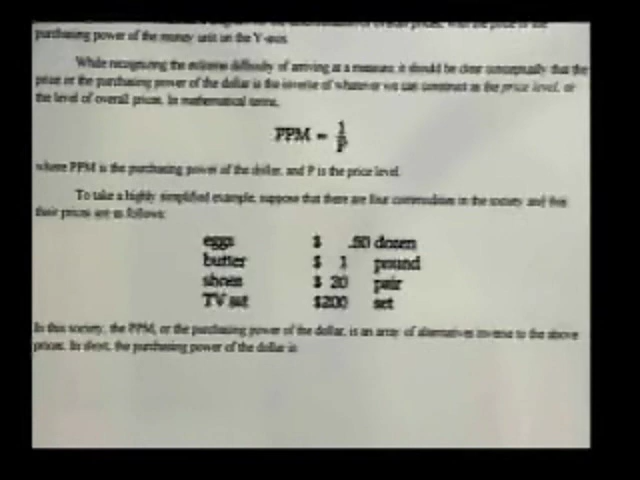 purchasing power of the money unit on the Y-axis.
While recognizing the extreme difficulty of arriving at a measure, it should be clear conceptually that the
price or the purchasing power of the dollar is the inverse of whatever we can construct as the price level, or
the level of overall prices. In mathematical terms,
PPM = 1/P
where PPM is the purchasing power of the dollar, and P is the price level.
To take a highly simplified example, suppose that there are four commodities in the society and that
their prices are as follows:
eggs $ .50 dozen
butter $ 1 pound
shoes $ 20 pair
TV set $200 set
In this society, the PPM, or the purchasing power of the dollar, is an array of alternatives inverse to the above
prices. In short, the purchasing power of the dollar is: